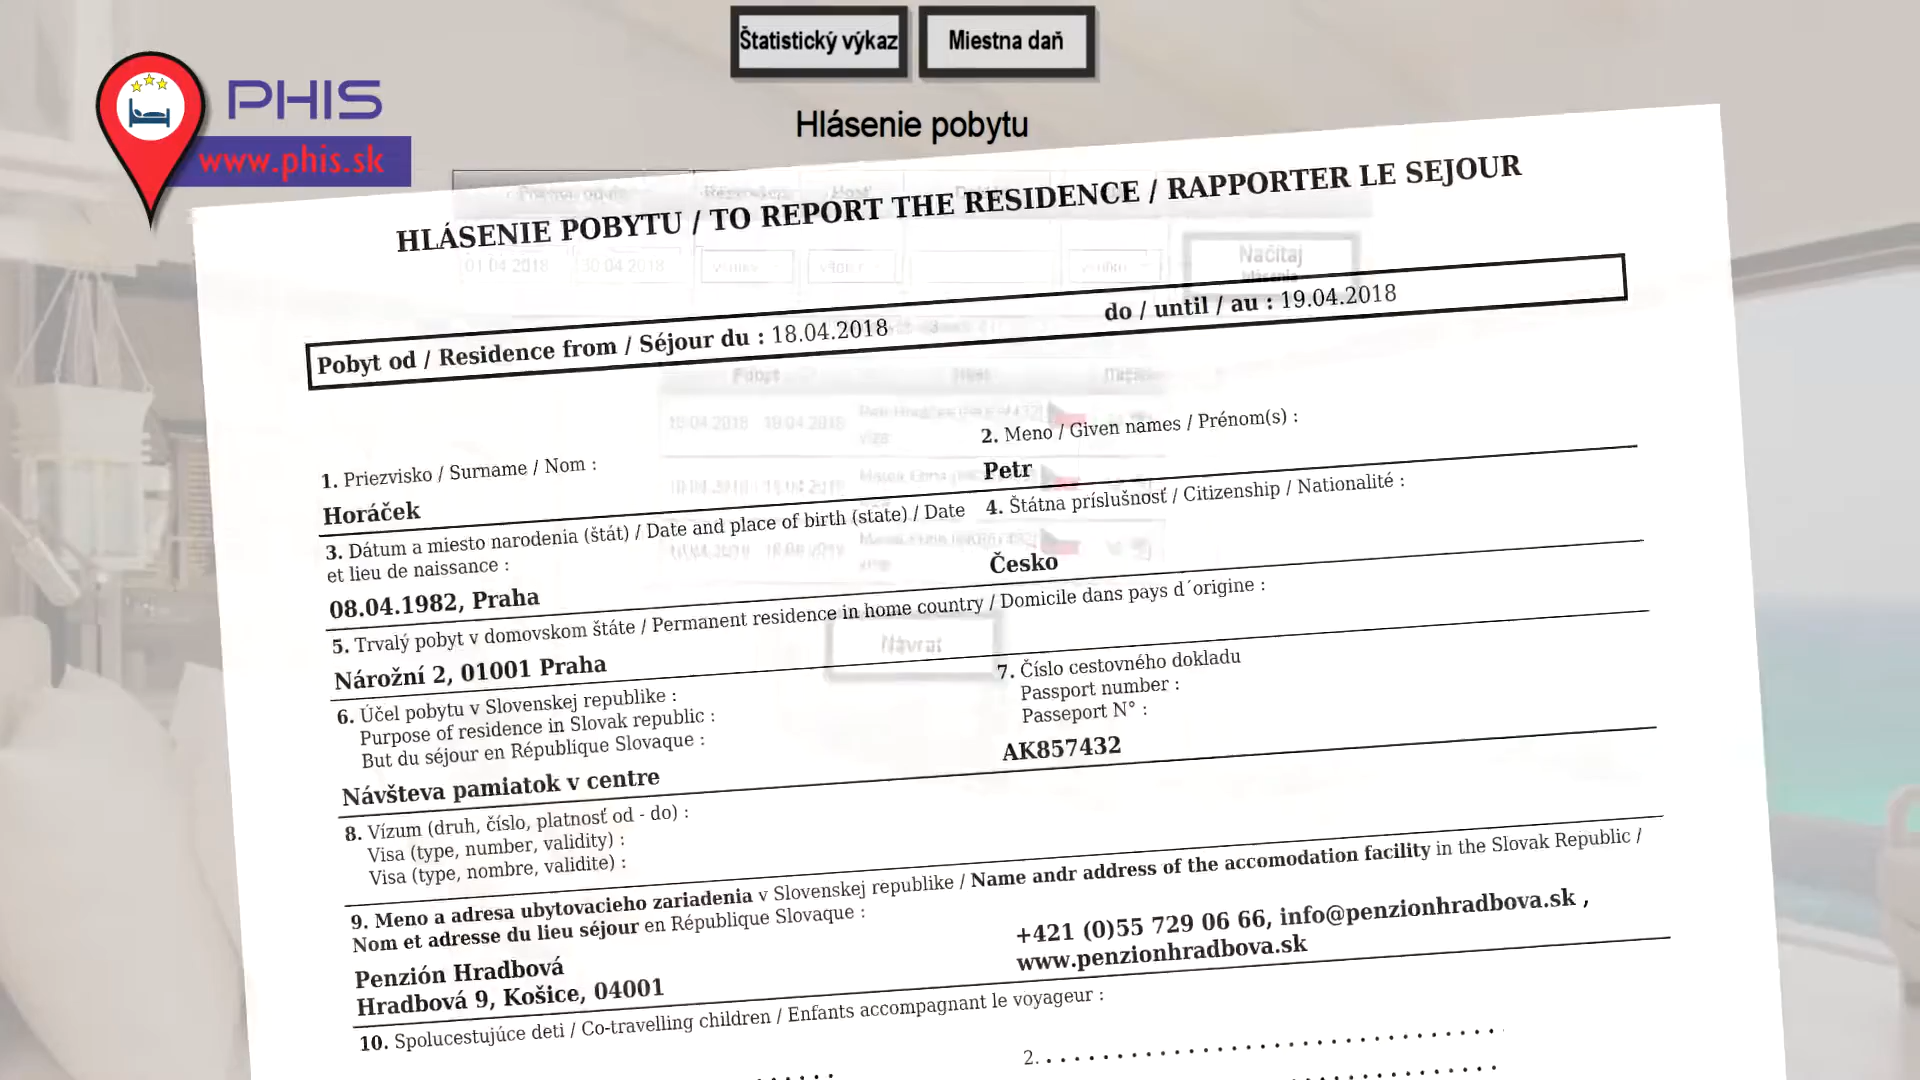 Štatistický výkaz
Miestna daň
PHIS
www.phis.sk
Hlásenie pobytu
HLÁSENIE POBYTU / TO REPORT THE RESIDENCE / RAPPORTER LE SEJOUR
01.04.2018 30.04.2018
Načítaj
Pobyt od / Residence from / Séjour du : 18.04.2018
do / until / au : 19.04.2018
1. Priezvisko / Surname / Nom :
Horáček
2. Meno / Given names / Prénom(s) :
Petr
3. Dátum a miesto narodenia (štát) / Date and place of birth (state) / Date
et lieu de naissance :
08.04.1982, Praha
4. Štátna príslušnosť / Citizenship / Nationalité :
Česko
5. Trvalý pobyt v domovskom štáte / Permanent residence in home country / Domicile dans pays d´origine :
Nárožní 2, 01001 Praha
Návrat
6. Účel pobytu v Slovenskej republike :
Purpose of residence in Slovak republic :
But du séjour en République Slovaque :
Návšteva pamiatok v centre
7. Číslo cestovného dokladu
Passport number :
Passeport N° :
AK857432
8. Vízum (druh, číslo, platnosť od - do) :
Visa (type, number, validity) :
Visa (type, nombre, validite) :
9. Meno a adresa ubytovacieho zariadenia v Slovenskej republike / Name andr address of the accomodation facility in the Slovak Republic /
Nom et adresse du lieu séjour en République Slovaque :
Penzión Hradbová
Hradbová 9, Košice, 04001
+421 (0)55 729 06 66, info@penzionhradbova.sk ,
www.penzionhradbova.sk
10. Spolucestujúce deti / Co-travelling children / Enfants accompagnant le voyageur :
2. . . . . . . . . . . . . . . . . . . . . . . . . . . . . . . . .